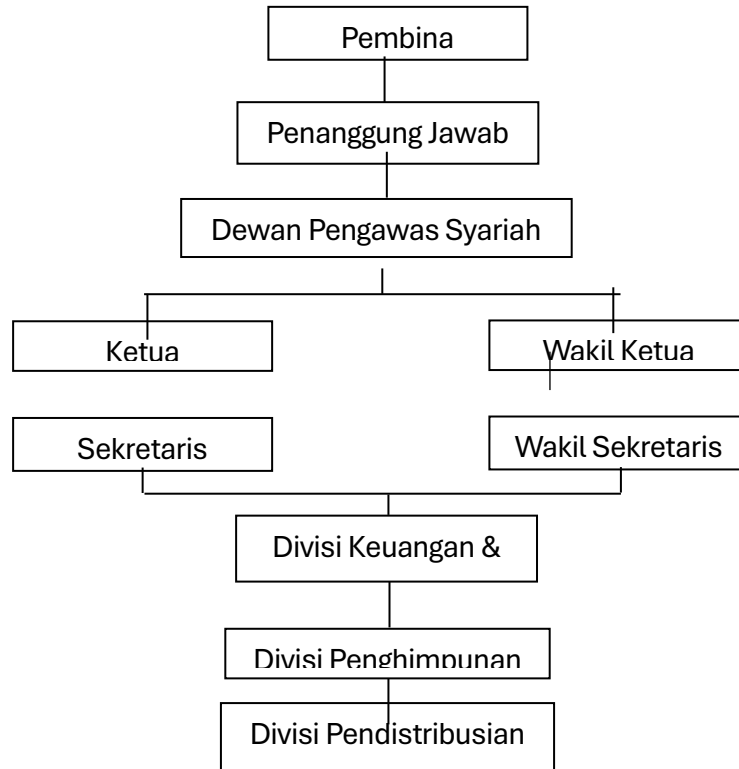 Pembina
Penanggung Jawab
Dewan Pengawas Syariah
Ketua
Wakil Ketua
Sekretaris
Wakil Sekretaris
Divisi Keuangan &
Divisi Penghimpunan
Divisi Pendistribusian